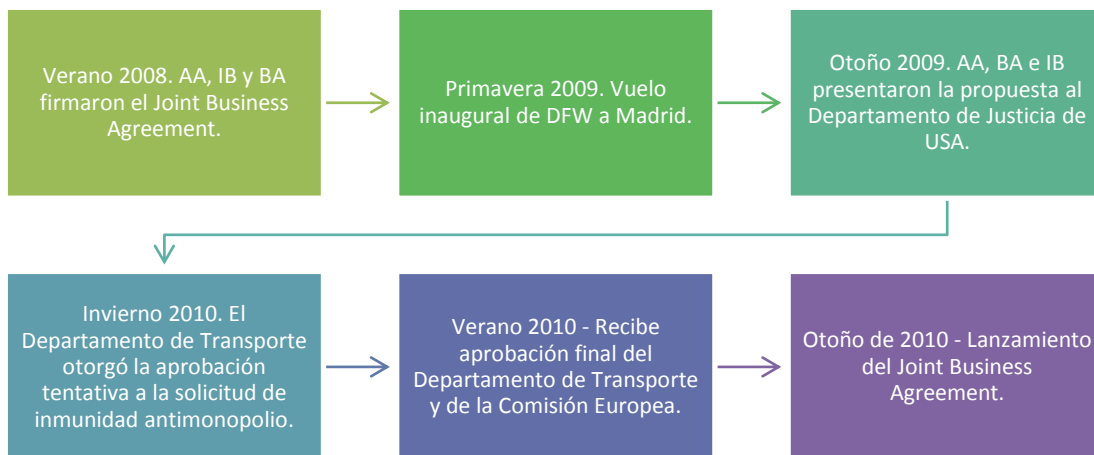 Verano 2008. AA, IB y BA
firmaron el Joint Business
Agreement.
Primavera 2009. Vuelo
inaugural de DFW a Madrid.
Otoño 2009. AA, BA e IB
presentaron la propuesta al
Departamento de Justicia de
USA.
Invierno 2010. El
Departamento de Transporte
otorgó la aprobación
tentativa a la solicitud de
inmunidad antimonopolio.
Verano 2010 - Recibe
aprobación final del
Departamento de Transporte
y de la Comisión Europea.
Otoño de 2010 - Lanzamiento
del Joint Business
Agreement.